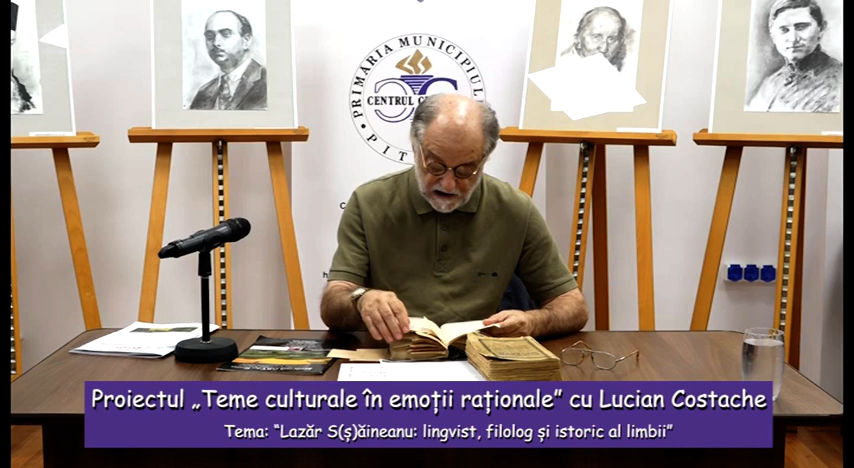 PRIMĂRIA MUNICIPIULUI
CENTRUL
PIT
Proiectul „Teme culturale în emoții raționale” cu Lucian Costache
Tema: “Lazăr S(ș)ăineanu: lingvist, filolog și istoric al limbii”